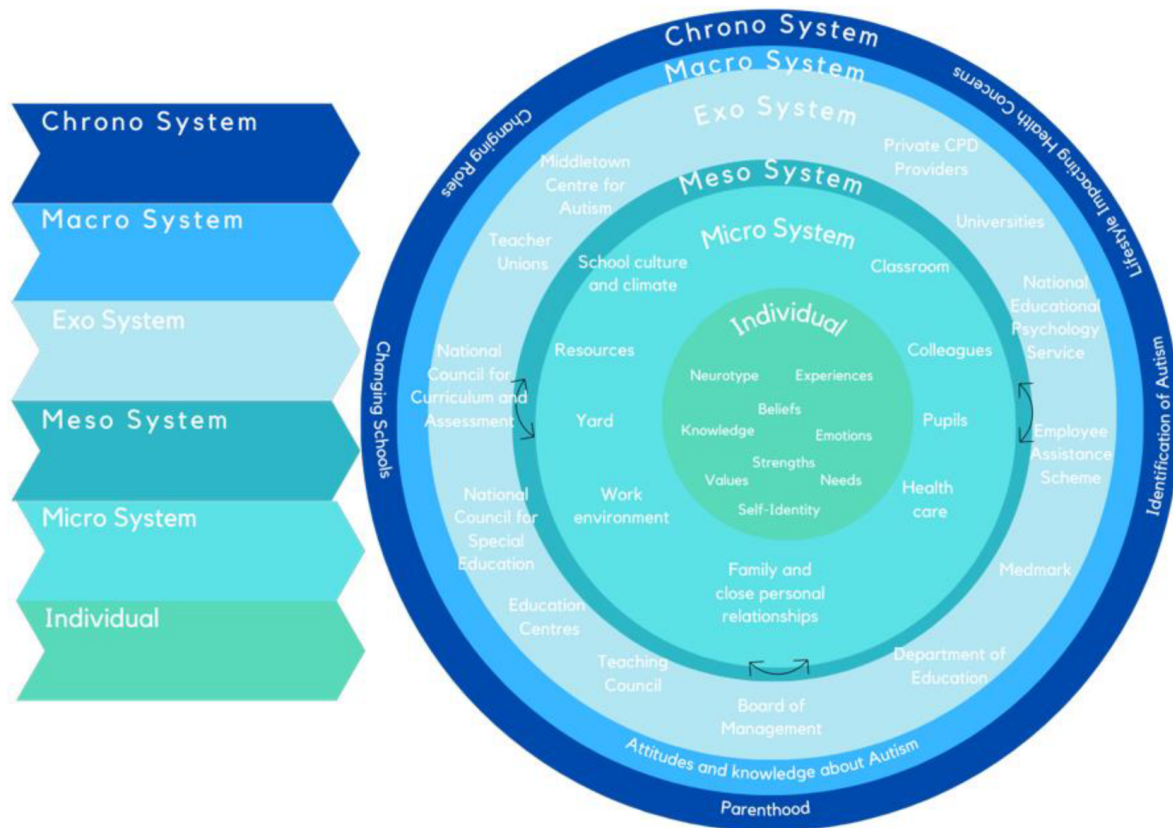 Chrono System
Macro System
Exo System
Meso System
Micro System
Individual
Chrono System
Changing Roles
Changing Schools
Lifestyle Impacting Health Concerns
Identification of Autism
Parenthood
Macro System
Attitudes and knowledge about Autism
Exo System
Middletown
Centre for
Autism
Teacher
Unions
National
Council for
Curriculum and
Assessment
National
Council for
Special
Education
Education
Centres
Teaching
Council
Board of
Management
Department of
Education
Medmark
Employee
Assistance
Scheme
National
Educational
Psychology
Service
Universities
Private CPD
Providers
Meso System
Micro System
School culture
and climate
Classroom
Resources
Colleagues
Yard
Pupils
Work
environment
Health
care
Family and
close personal
relationships
Individual
Neurotype
Experiences
Beliefs
Knowledge
Emotions
Strengths
Values
Needs
Self-Identity